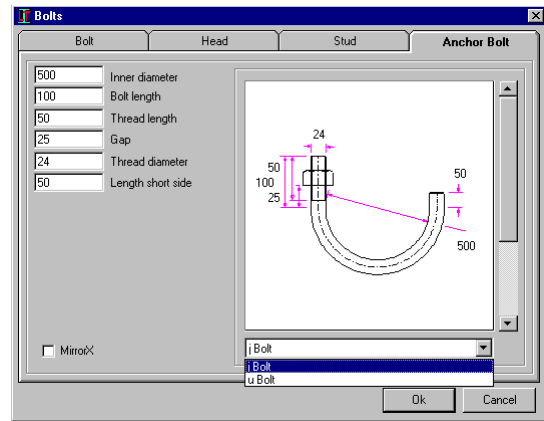 Bolts
Bolt Head Stud Anchor Bolt
500 Inner diameter
100 Bolt length
50 Thread length
25 Gap
24 Thread diameter
50 Length short side
24
50
100
25
50
500
MirrorX
j Bolt
j Bolt
u Bolt
Ok Cancel